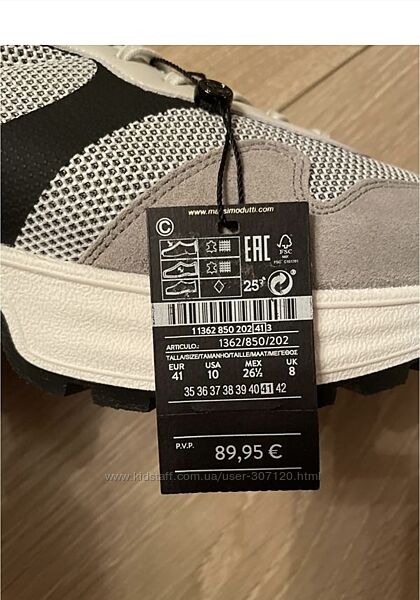 www.massimodutti.com
©
EAC
FSC
25
11362 850 202 41 3
ARTICULO.: 1362/850/202
TALLA/SIZE/TAMANHO/TAILLE/MAAT/ΜΕΓΕΘΟΣ
EUR USA MEX UK
41 10 26½ 8
35 36 37 38 39 40 41 42
P.V.P.
89,95 €
www.kidstaff.com.ua/user-307120.html